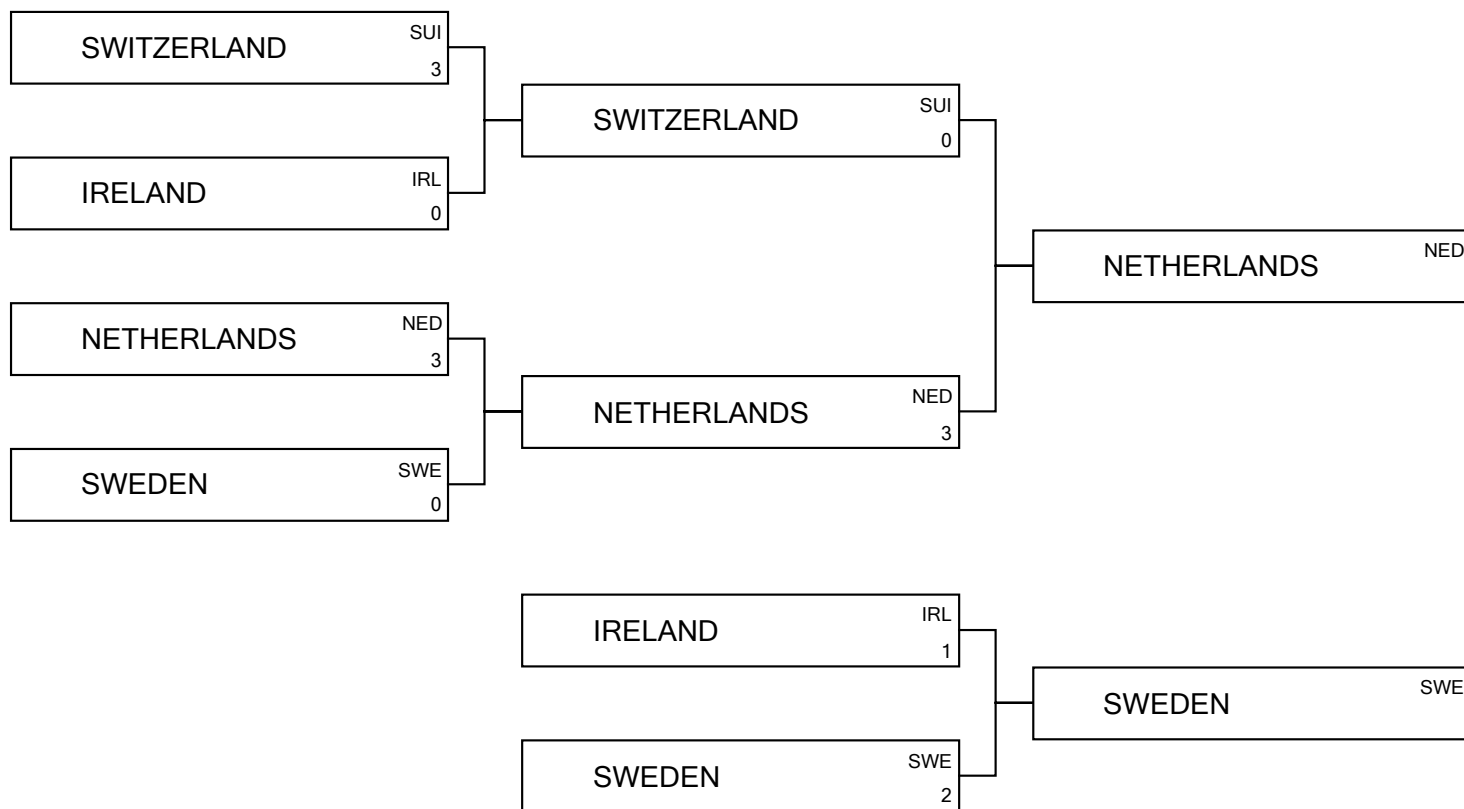 SWITZERLAND SUI
3
IRELAND IRL
0
NETHERLANDS NED
3
SWEDEN SWE
0
SWITZERLAND SUI
0
NETHERLANDS NED
3
NETHERLANDS NED
IRELAND IRL
1
SWEDEN SWE
2
SWEDEN SWE